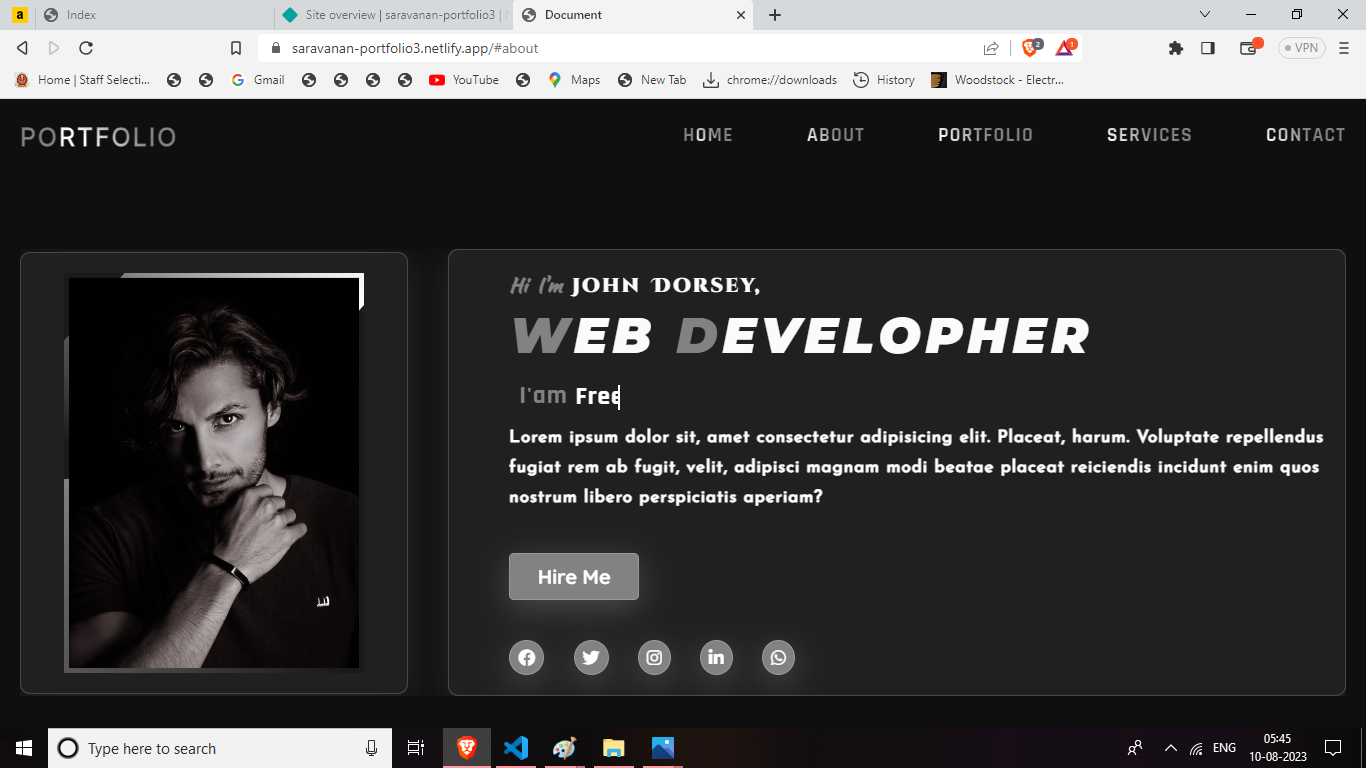 a
Index
Site overview | saravanan-portfolio3 |
Document
saravanan-portfolio3.netlify.app/#about
2
1
VPN
Home | Staff Selecti...
Gmail
YouTube
Maps
New Tab
chrome://downloads
History
Woodstock - Electr...
PORTFOLIO
HOME
ABOUT
PORTFOLIO
SERVICES
CONTACT
Hi I'm John Dorsey,
WEB DEVELOPHER
I'am Free
Lorem ipsum dolor sit, amet consectetur adipisicing elit. Placeat, harum. Voluptate repellendus
fugiat rem ab fugit, velit, adipisci magnam modi beatae placeat reiciendis incidunt enim quos
nostrum libero perspiciatis aperiam?
Hire Me
Type here to search
ENG
05:45
10-08-2023